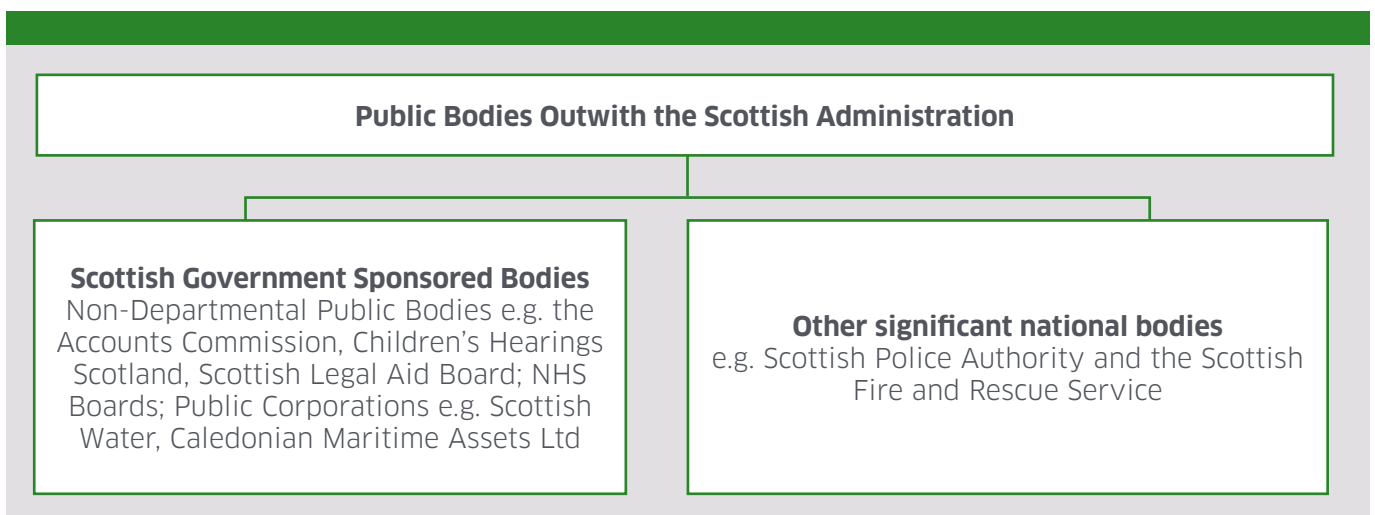 Public Bodies Outwith the Scottish Administration
Scottish Government Sponsored Bodies
Non-Departmental Public Bodies e.g. the
Accounts Commission, Children’s Hearings
Scotland, Scottish Legal Aid Board; NHS
Boards; Public Corporations e.g. Scottish
Water, Caledonian Maritime Assets Ltd
Other significant national bodies
e.g. Scottish Police Authority and the Scottish
Fire and Rescue Service